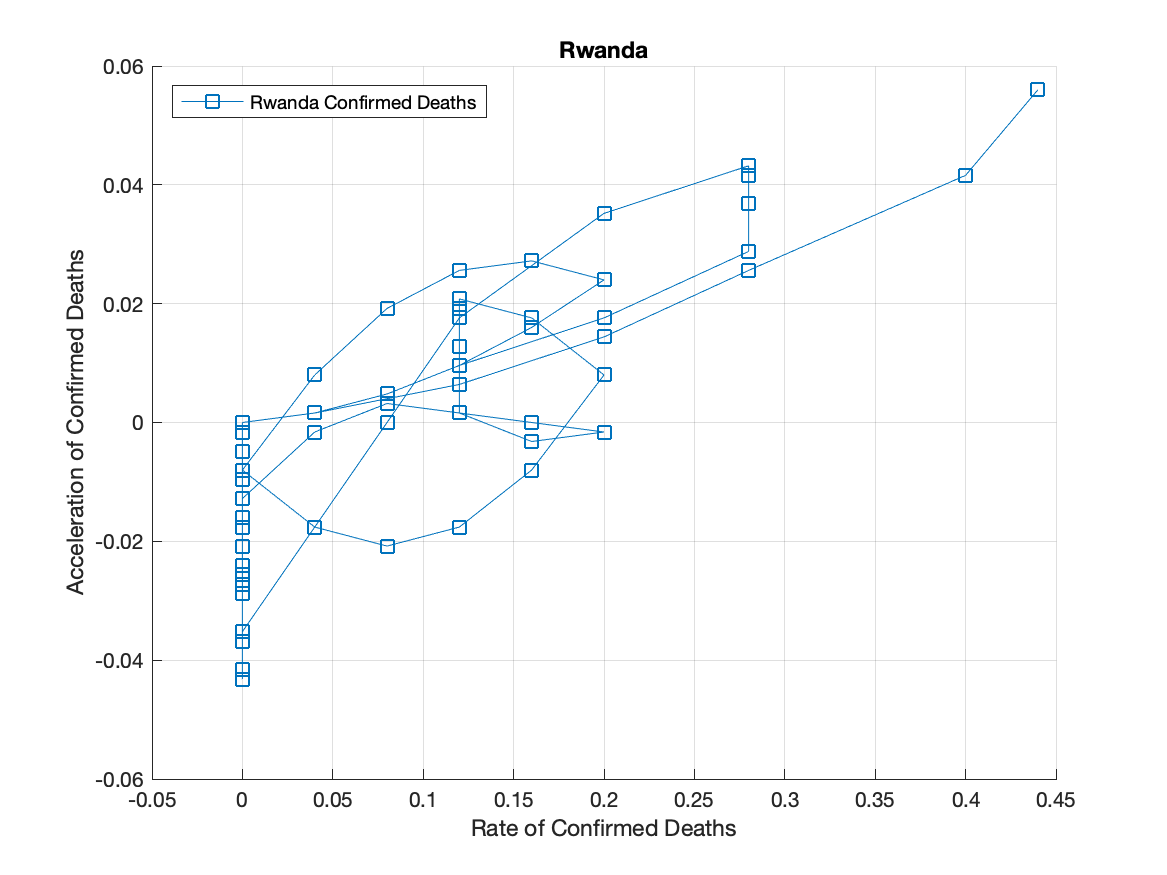 Rwanda
0.06
Rwanda Confirmed Deaths
0.04
0.02
0
-0.02
-0.04
-0.06
Acceleration of Confirmed Deaths
-0.05 0 0.05 0.1 0.15 0.2 0.25 0.3 0.35 0.4 0.45
Rate of Confirmed Deaths